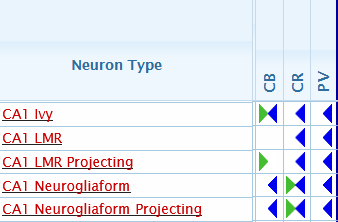 Neuron Type
CB
CR
PV
CA1 Ivy
CA1 LMR
CA1 LMR Projecting
CA1 Neurogliaform
CA1 Neurogliaform Projecting